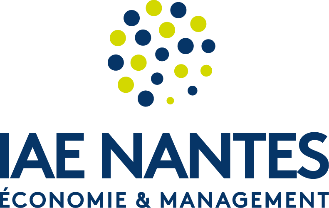 IAE NANTES
ÉCONOMIE & MANAGEMENT